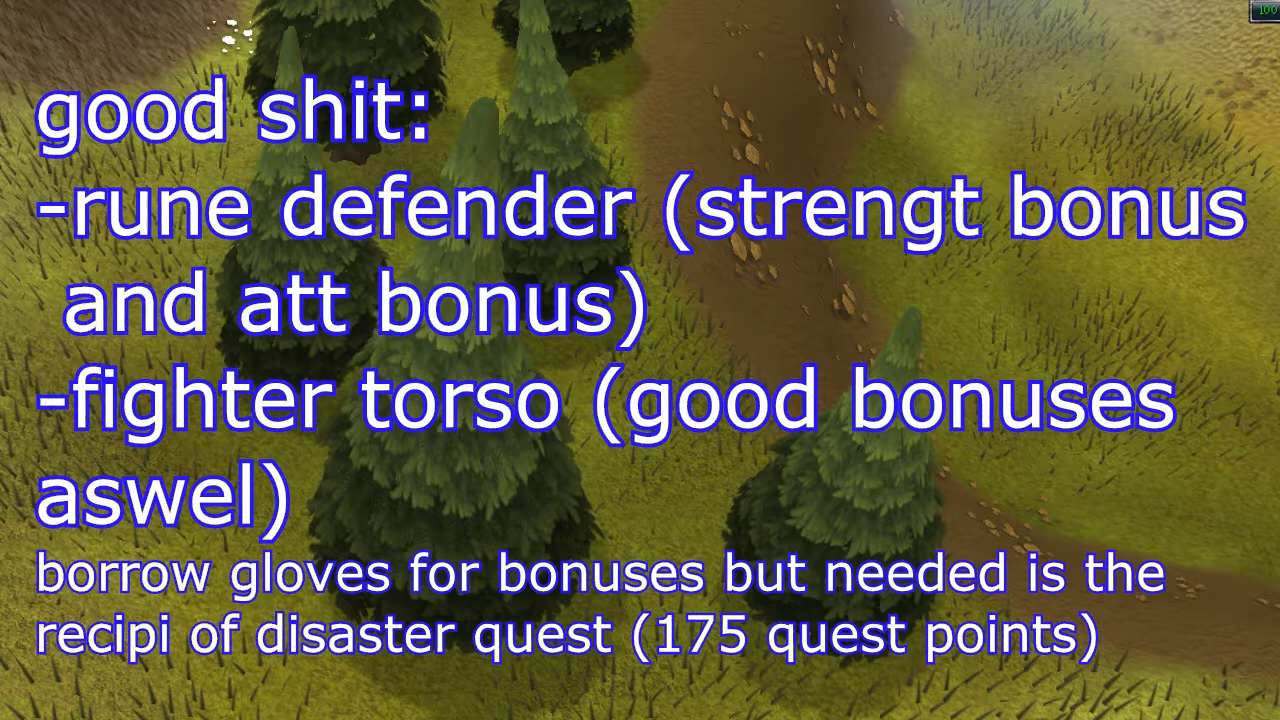 100
good shit:
-rune defender (strengt bonus
and att bonus)
-fighter torso (good bonuses
aswel)
borrow gloves for bonuses but needed is the
recipi of disaster quest (175 quest points)